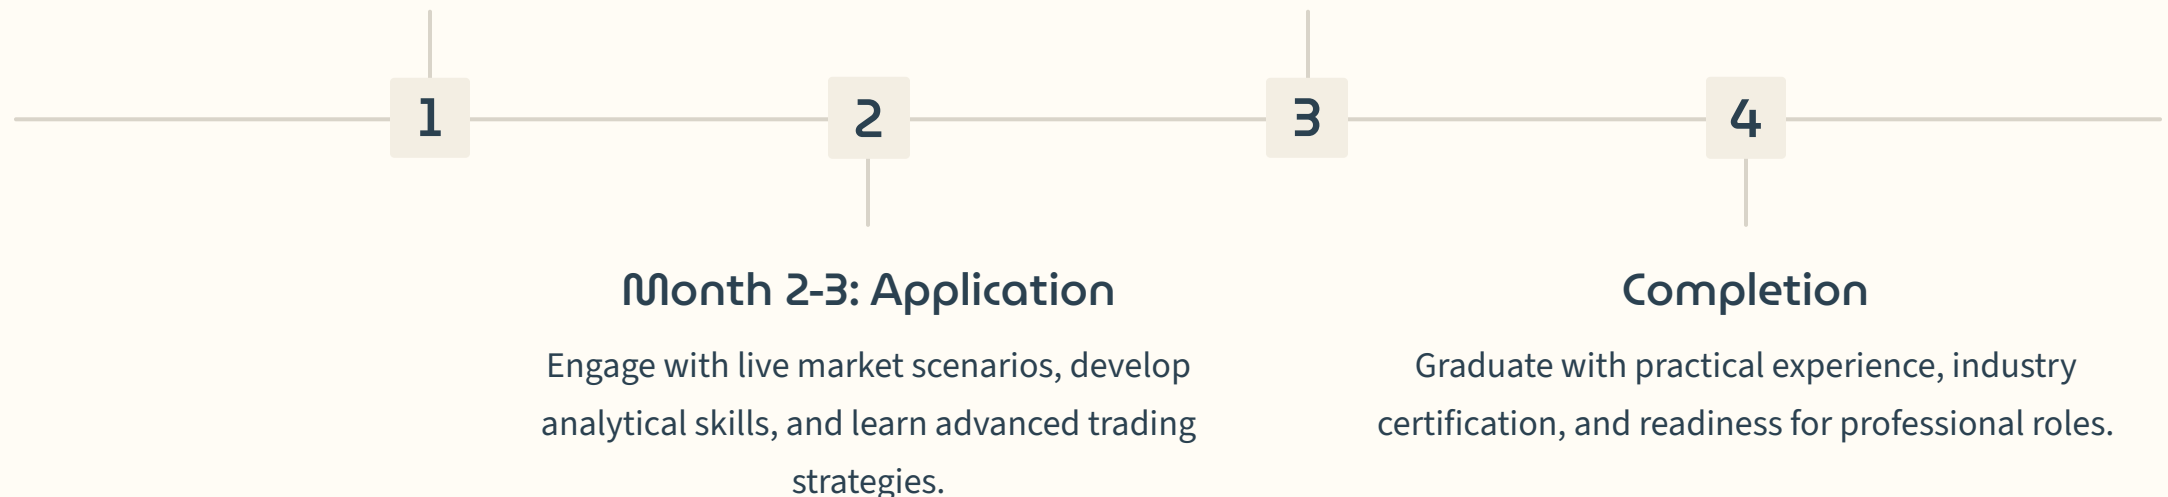 1
2
3
4
Month 2-3: Application
Engage with live market scenarios, develop
analytical skills, and learn advanced trading
strategies.
Completion
Graduate with practical experience, industry
certification, and readiness for professional roles.